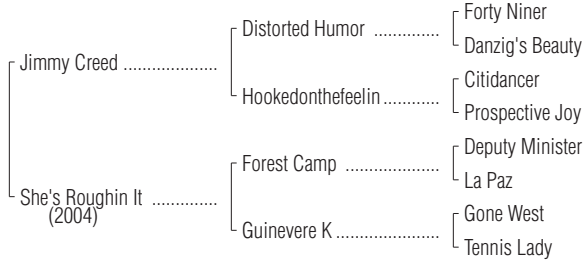 Forty Niner
Distorted Humor ..............
Danzig's Beauty
Jimmy Creed ....................
Citidancer
Hookedonthefeelin ............
Prospective Joy
Deputy Minister
Forest Camp ....................
La Paz
She's Roughin It ..............
(2004)
Gone West
Guinevere K ......................
Tennis Lady